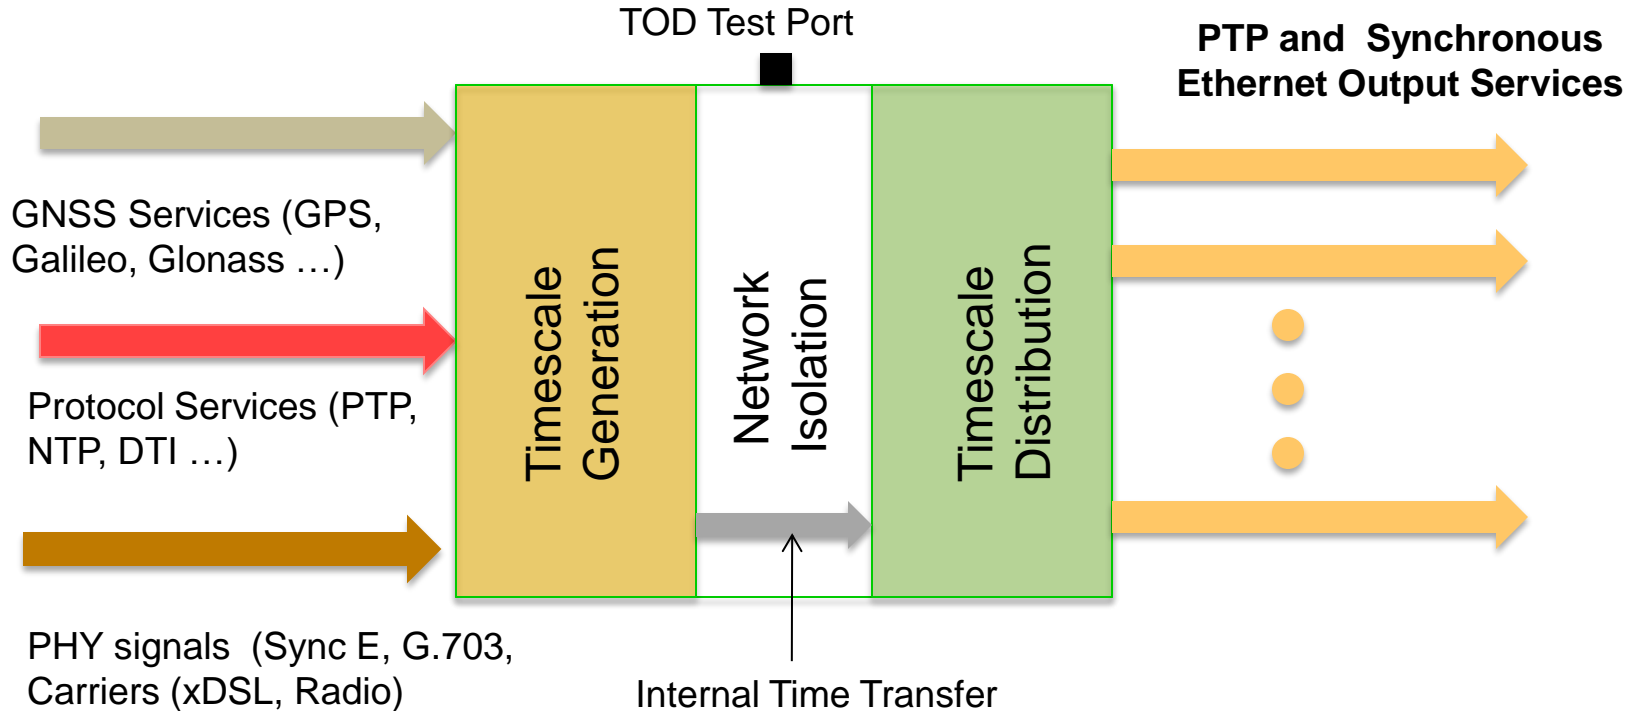 TOD Test Port
PTP and  Synchronous
Ethernet Output Services
GNSS Services (GPS,
Galileo, Glonass …)
Protocol Services (PTP,
NTP, DTI …)
PHY signals  (Sync E, G.703,
Carriers (xDSL, Radio)
Timescale
Generation
Network
Isolation
Timescale
Distribution
Internal Time Transfer